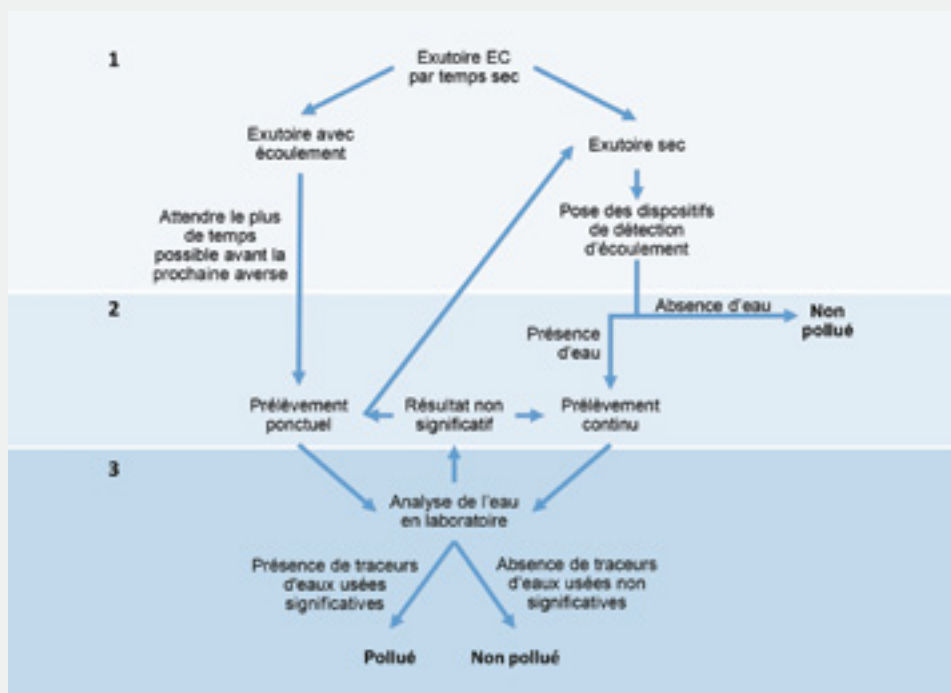 1
Exutoire EC
par temps sec
Exutoire avec
écoulement
Exutoire sec
Attendre le plus
de temps
possible avant la
prochaine averse
Pose des dispositifs
de détection
d'écoulement
2
Absence d'eau
Non
pollué
Présence
d'eau
Prélèvement
ponctuel
Résultat non
significatif
Prélèvement
continu
3
Analyse de l'eau
en laboratoire
Présence de traceurs
d'eaux usées
significatives
Absence de traceurs
d'eaux usées non
significatives
Pollué
Non pollué